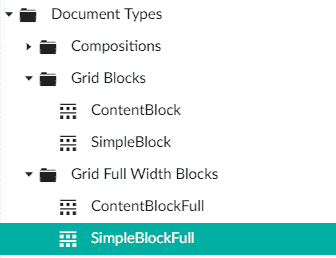 Document Types
Compositions
Grid Blocks
ContentBlock
SimpleBlock
Grid Full Width Blocks
ContentBlockFull
SimpleBlockFull